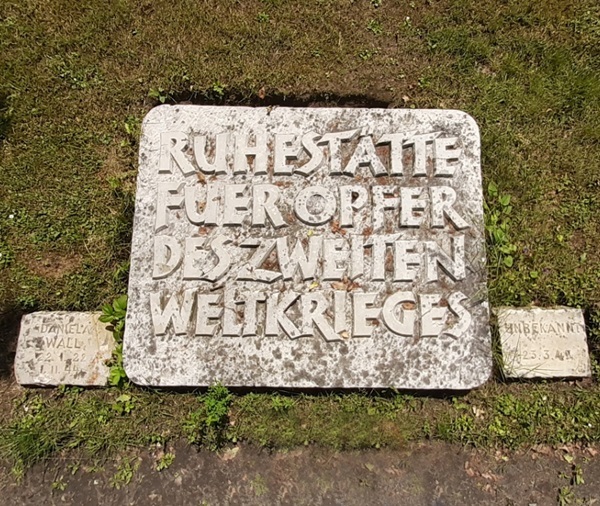 RUHESTÄTTE
FUER OPFER
DES ZWEITEN
WELTKRIEGES
WALL
UNBEKANNT